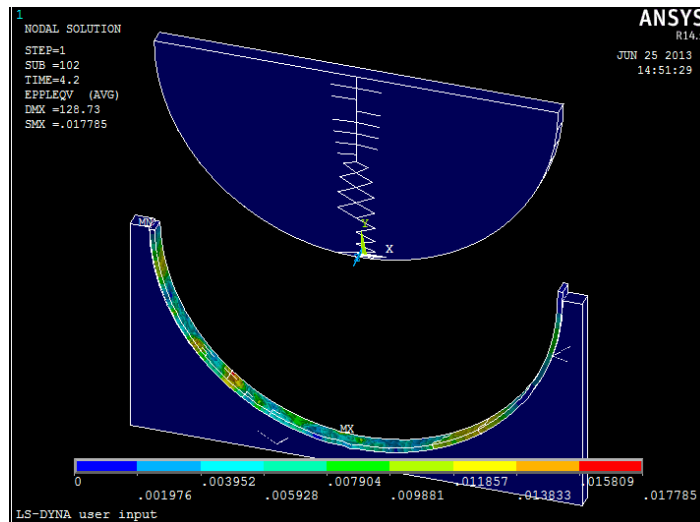 1
NODAL SOLUTION
STEP=1
SUB =102
TIME=4.2
EPPLEQV (AVG)
DMX =128.73
SMX =.017785
ANSYS
R14.
JUN 25 2013
14:51:29
Y
X
MN
MX
0 .003952 .007904 .011857 .015809
.001976 .005928 .009881 .013833 .017785
LS-DYNA user input